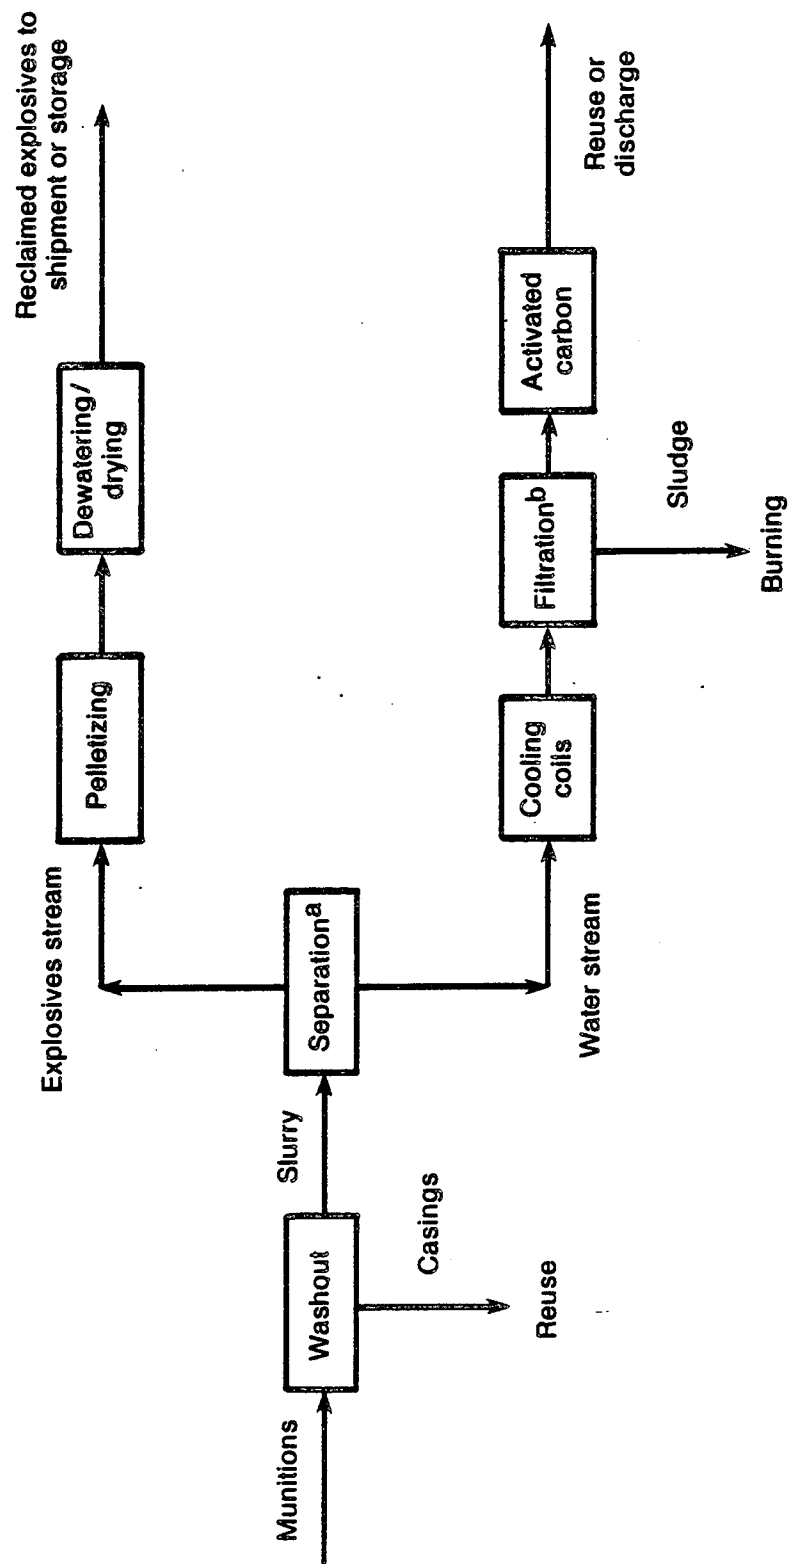 Munitions
Washout
Casings
Reuse
Slurry
Separationa
Explosives stream
Pelletizing
Dewatering/
drying
Reclaimed explosives to
shipment or storage
Water stream
Cooling
coils
Filtrationb
Sludge
Burning
Activated
carbon
Reuse or
discharge